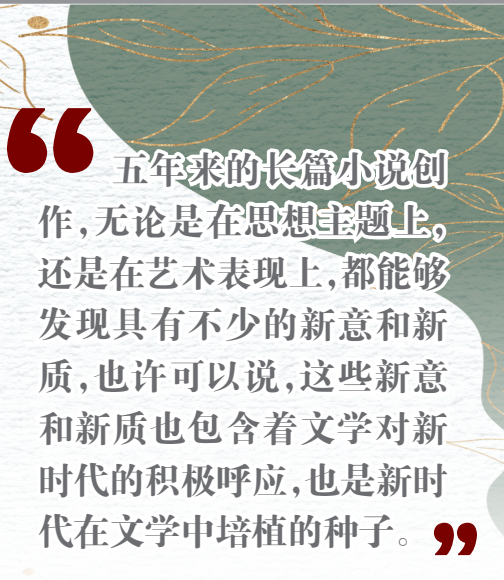 “五年来的长篇小说创
作,无论是在思想主题上,
还是在艺术表现上,都能够
发现具有不少的新意和新
质,也许可以说,这些新意
和新质也包含着文学对新
时代的积极呼应,也是新时
代在文学中培植的种子。”